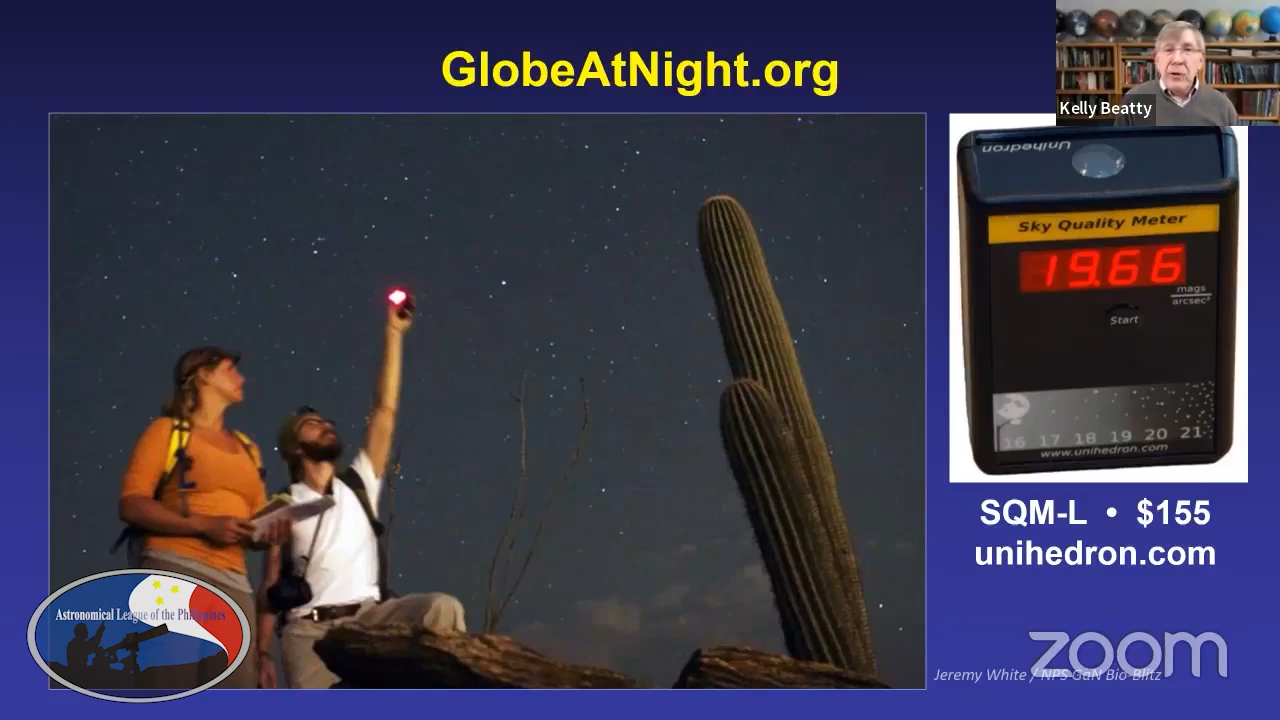 GlobeAtNight.org
Kelly Beatty
Unihedron
Sky Quality Meter
19.66
mags
arcsec²
Start
16 17 18 19 20 21
www.unihedron.com
SQM-L • $155
unihedron.com
Astronomical League of the Philippines
zoom
Jeremy White / NPS GaN Bio-Blitz